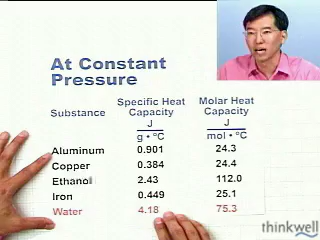 At Constant
Pressure
Substance
Specific Heat
Capacity
J
g • °C
Molar Heat
Capacity
J
mol • °C
Aluminum 0.901 24.3
Copper 0.384 24.4
Ethanol 2.43 112.0
Iron 0.449 25.1
Water 4.18 75.3
thinkwell